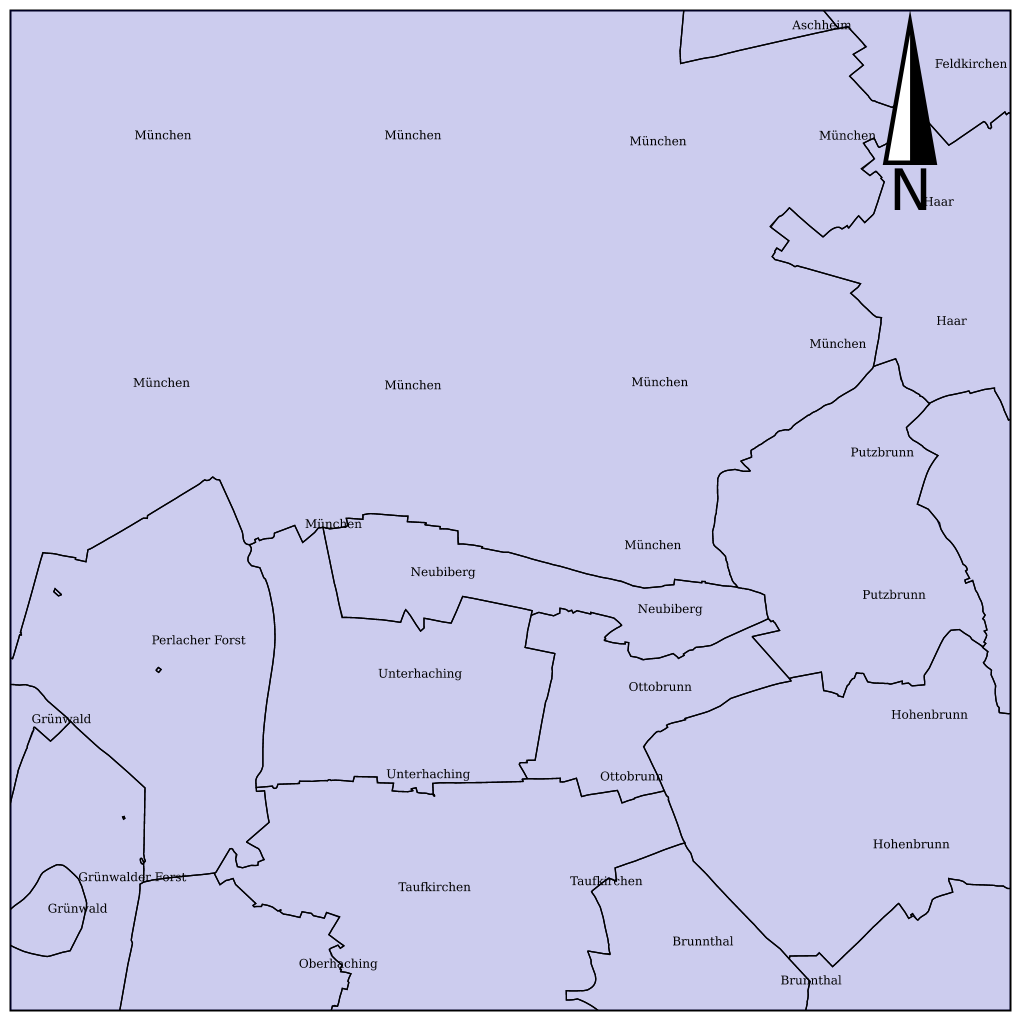 Aschheim
Feldkirchen
München
München
München
München
N
Haar
Haar
München
München
München
München
Putzbrunn
München
München
Neubiberg
Putzbrunn
Neubiberg
Perlacher Forst
Unterhaching
Ottobrunn
Hohenbrunn
Grünwald
Unterhaching
Ottobrunn
Hohenbrunn
Grünwalder Forst
Taufkirchen
Taufkirchen
Grünwald
Brunnthal
Oberhaching
Brunnthal